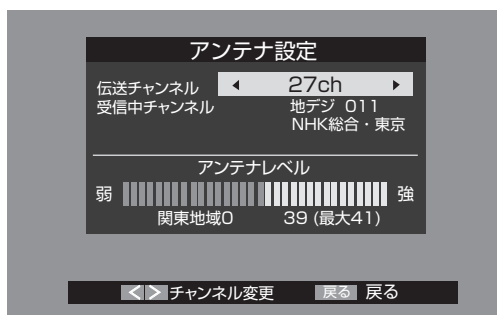 アンテナ設定
伝送チャンネル 27ch
受信中チャンネル 地デジ 011
NHK総合・東京
アンテナレベル
弱 強
関東地域0 39 (最大41)
チャンネル変更 戻る 戻る